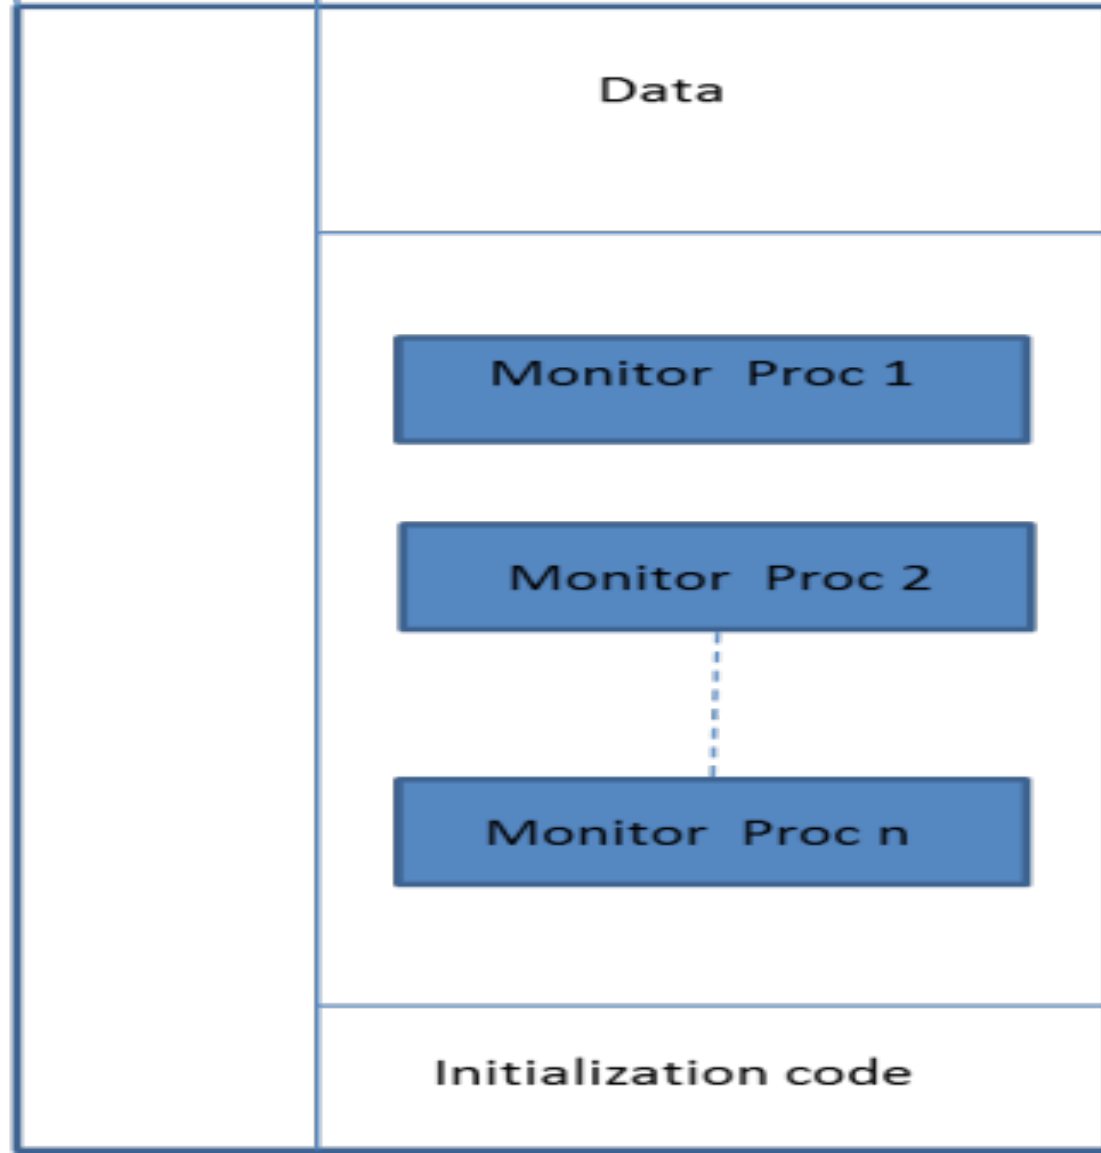 Data
Monitor Proc 1
Monitor Proc 2
Monitor Proc n
Initialization code